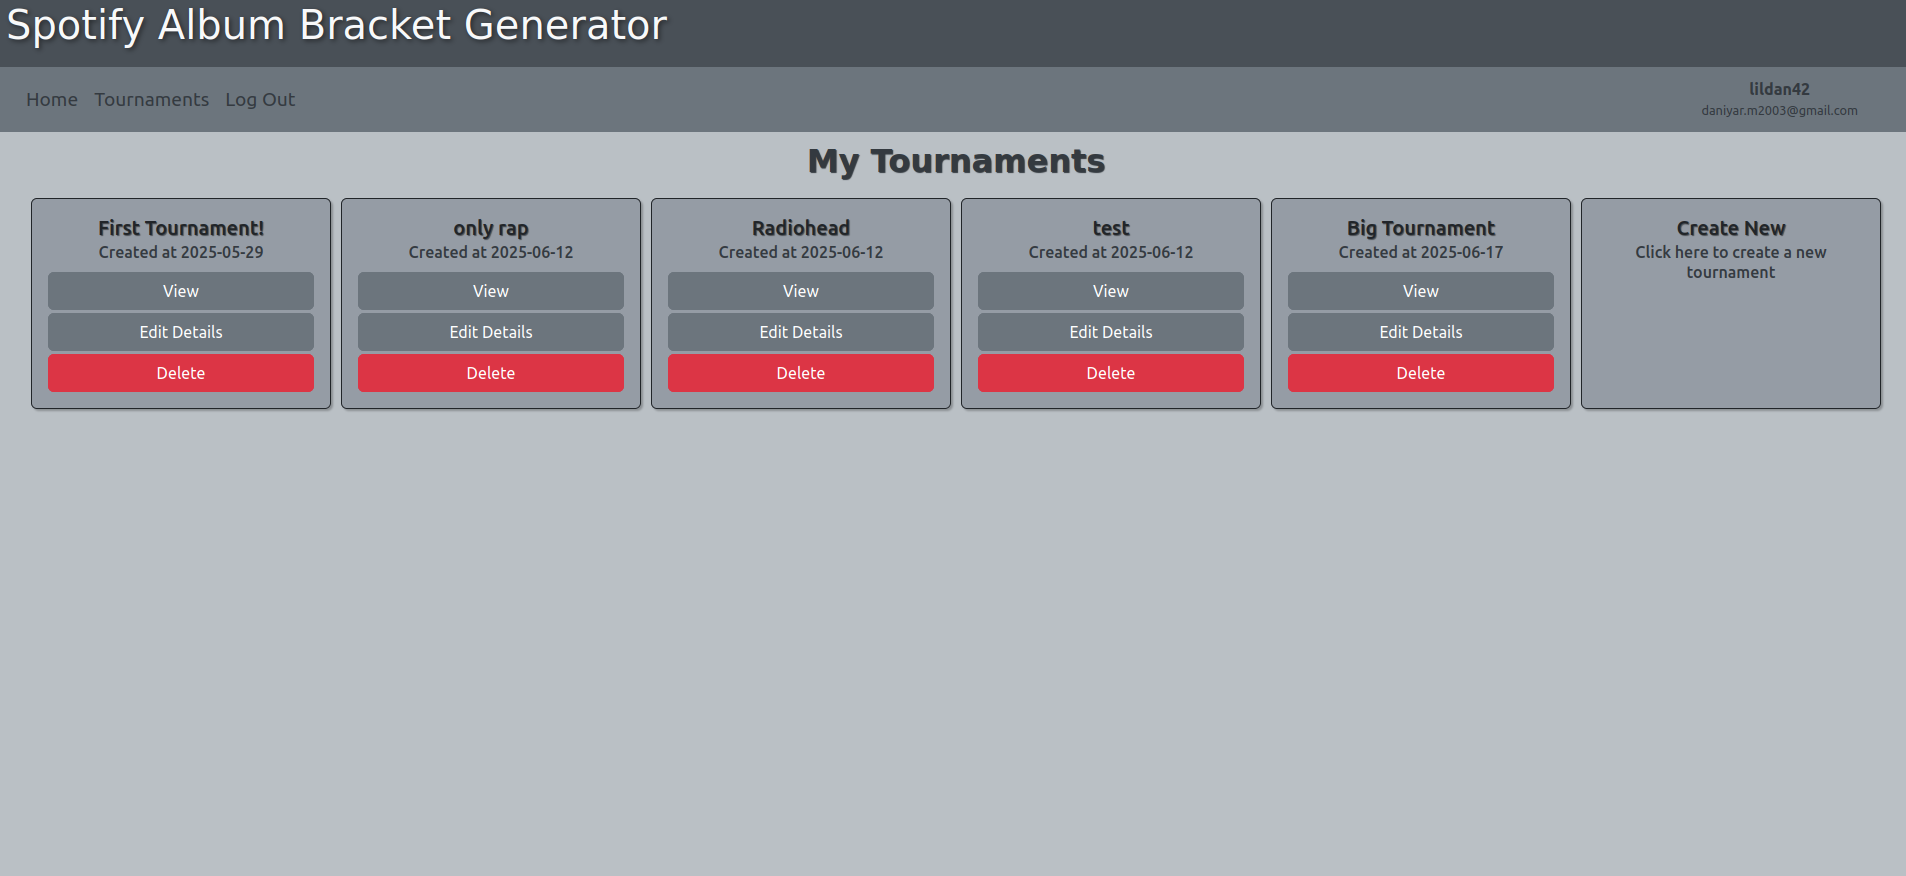 Spotify Album Bracket Generator
Home Tournaments Log Out
lildan42
daniyar.m2003@gmail.com
My Tournaments
First Tournament!
Created at 2025-05-29
View
Edit Details
Delete
only rap
Created at 2025-06-12
View
Edit Details
Delete
Radiohead
Created at 2025-06-12
View
Edit Details
Delete
test
Created at 2025-06-12
View
Edit Details
Delete
Big Tournament
Created at 2025-06-17
View
Edit Details
Delete
Create New
Click here to create a new
tournament